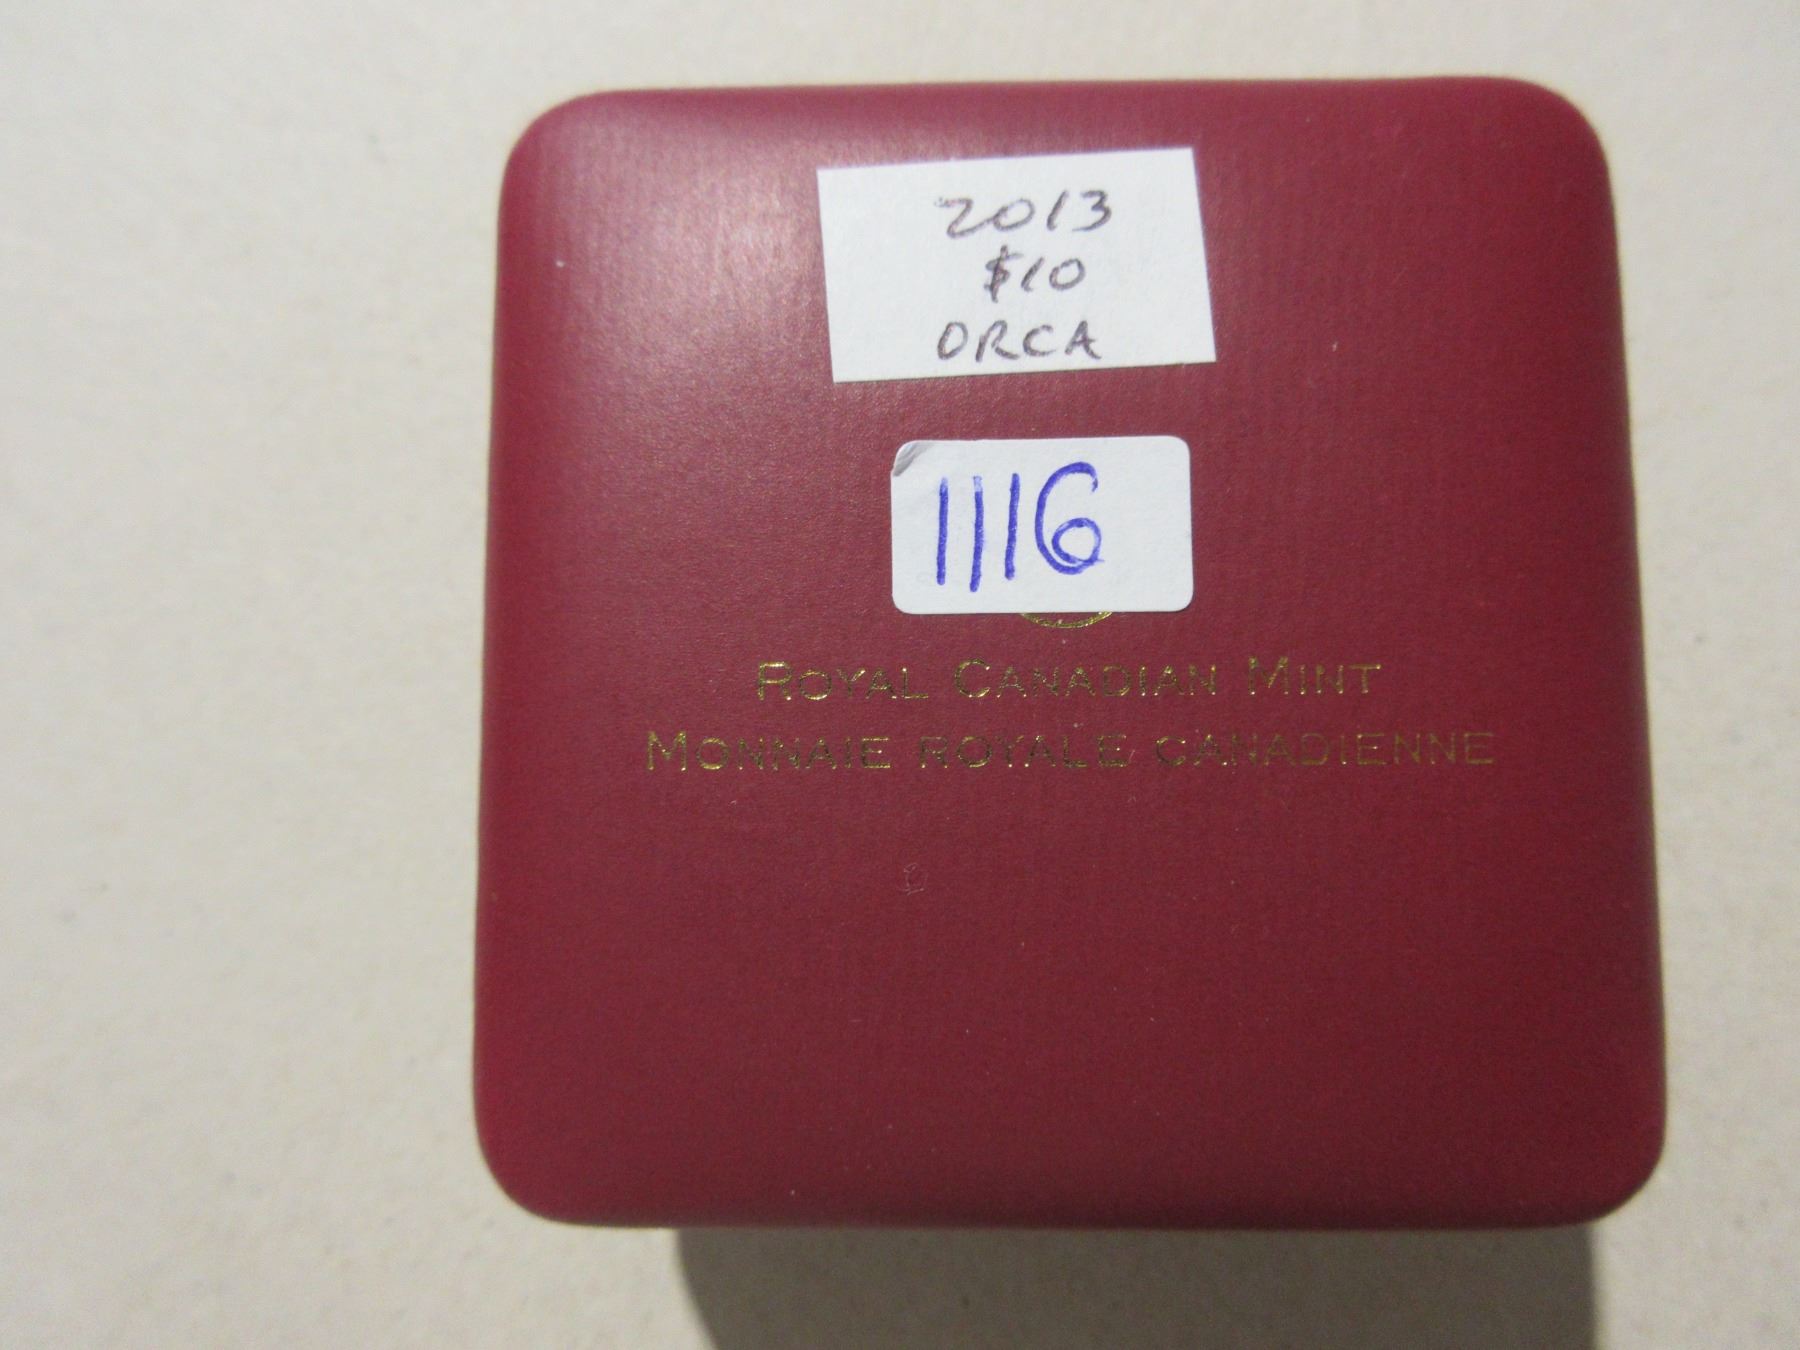 2013
$10
ORCA
1116
ROYAL CANADIAN MINT
MONNAIE ROYALE CANADIENNE